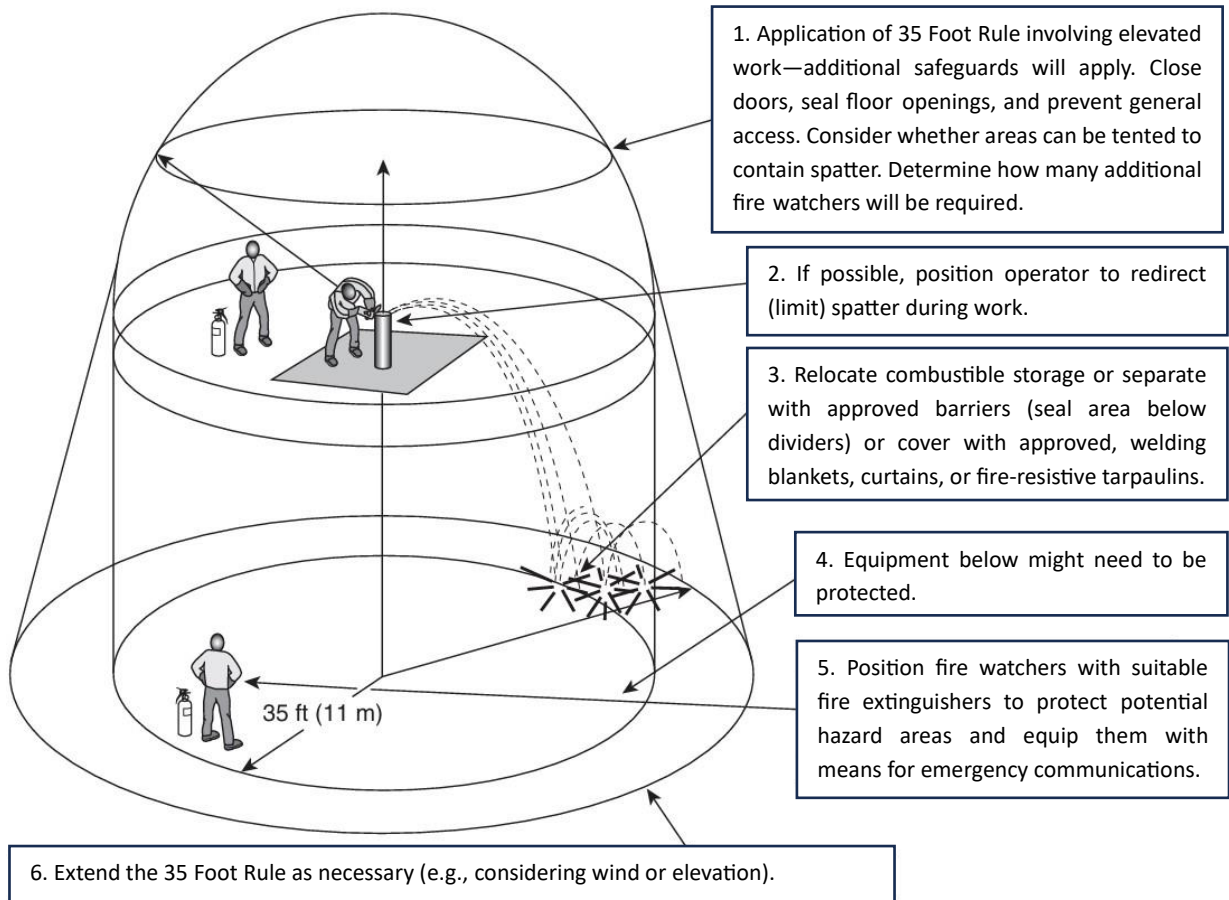 1. Application of 35 Foot Rule involving elevated
work—additional safeguards will apply. Close
doors, seal floor openings, and prevent general
access. Consider whether areas can be tented to
contain spatter. Determine how many additional
fire watchers will be required.
2. If possible, position operator to redirect
(limit) spatter during work.
3. Relocate combustible storage or separate
with approved barriers (seal area below
dividers) or cover with approved, welding
blankets, curtains, or fire-resistive tarpaulins.
4. Equipment below might need to be
protected.
5. Position fire watchers with suitable
fire extinguishers to protect potential
hazard areas and equip them with
means for emergency communications.
35 ft (11 m)
6. Extend the 35 Foot Rule as necessary (e.g., considering wind or elevation).